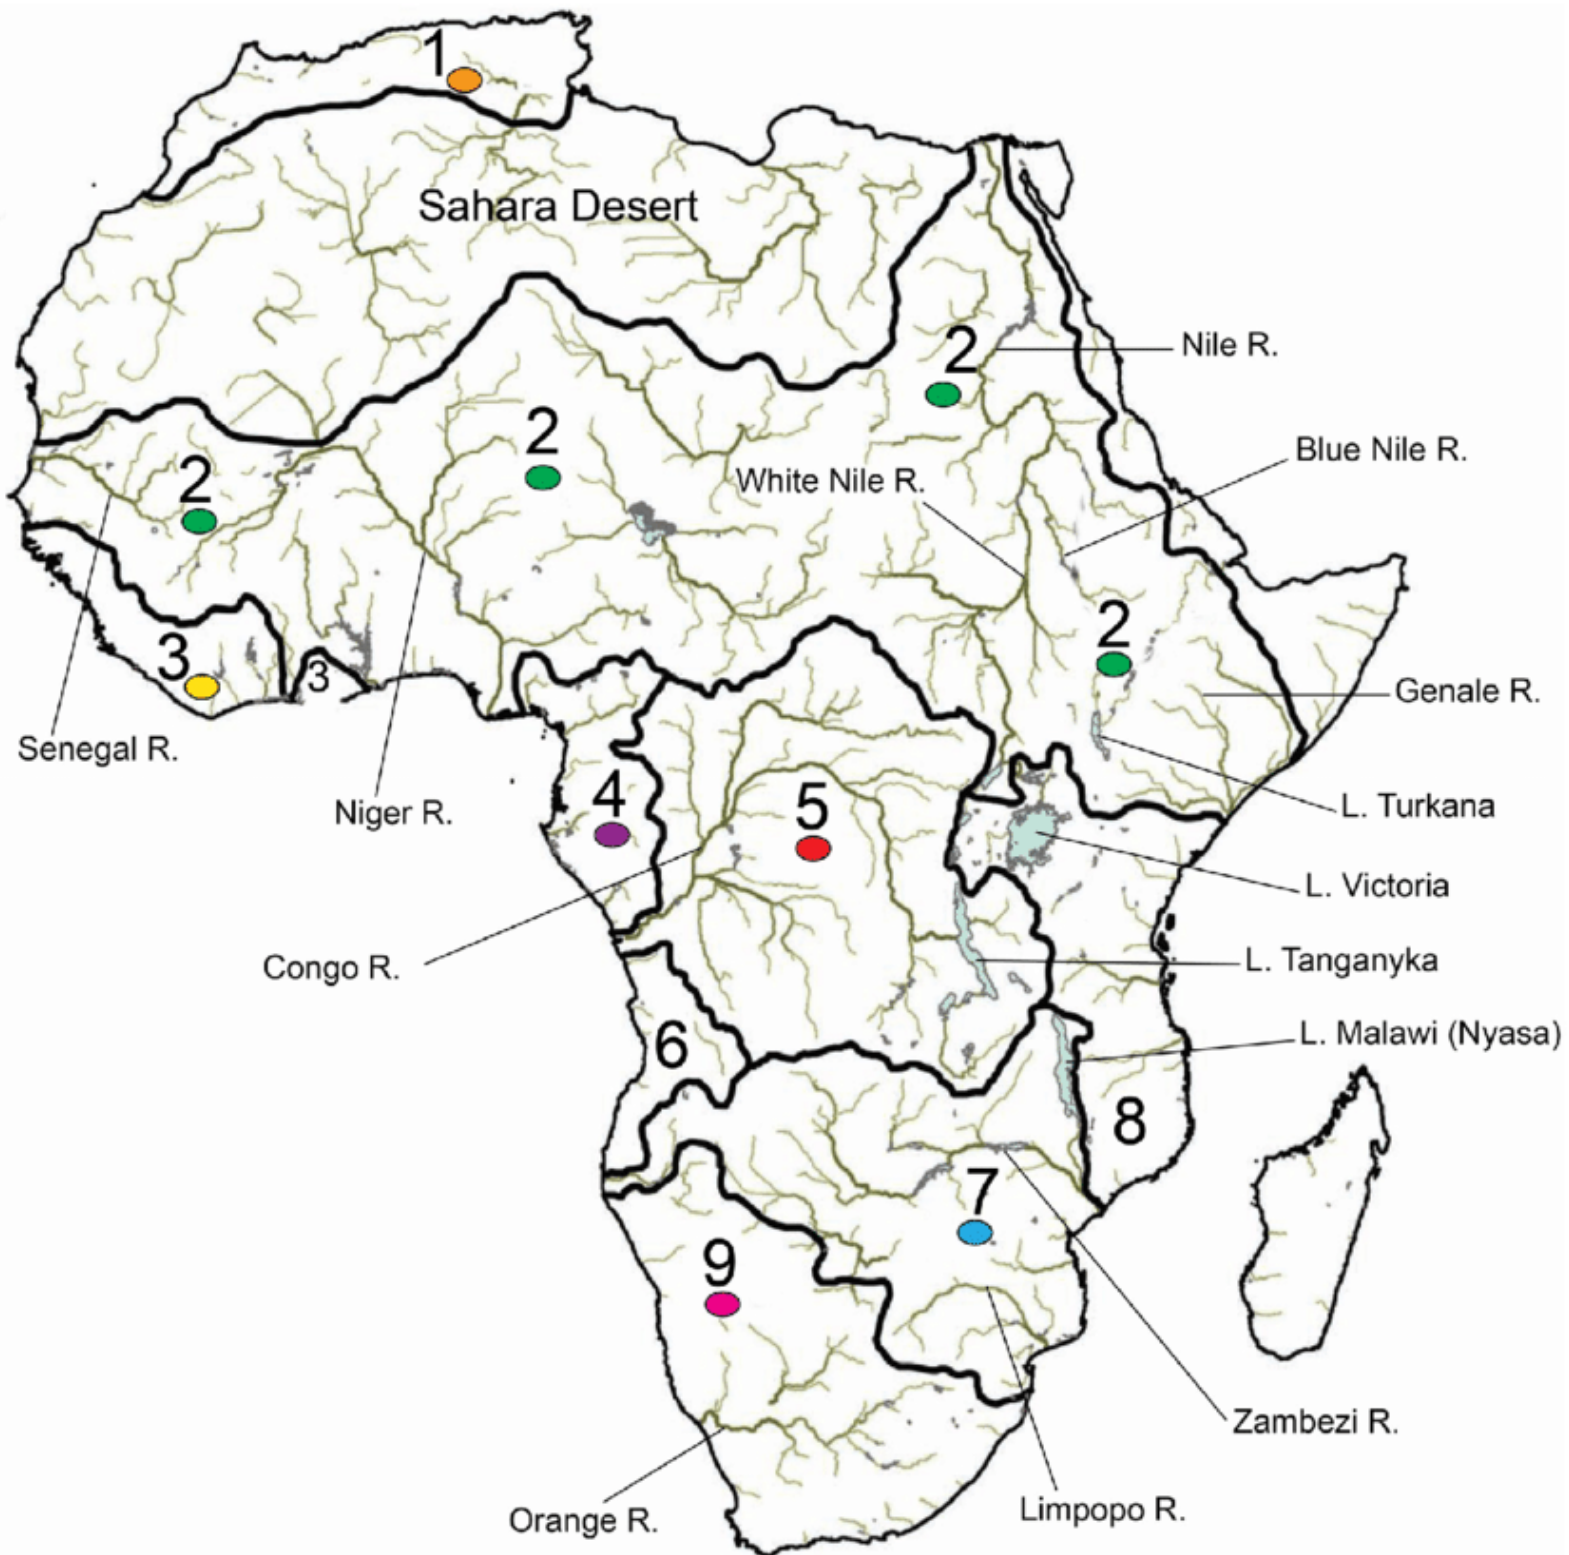 1
Sahara Desert
2
Nile R.
2
Blue Nile R.
2
White Nile R.
2
3
3
Genale R.
Senegal R.
Niger R.
4
5
L. Turkana
L. Victoria
Congo R.
L. Tanganyka
6
L. Malawi (Nyasa)
8
7
9
Zambezi R.
Orange R.
Limpopo R.